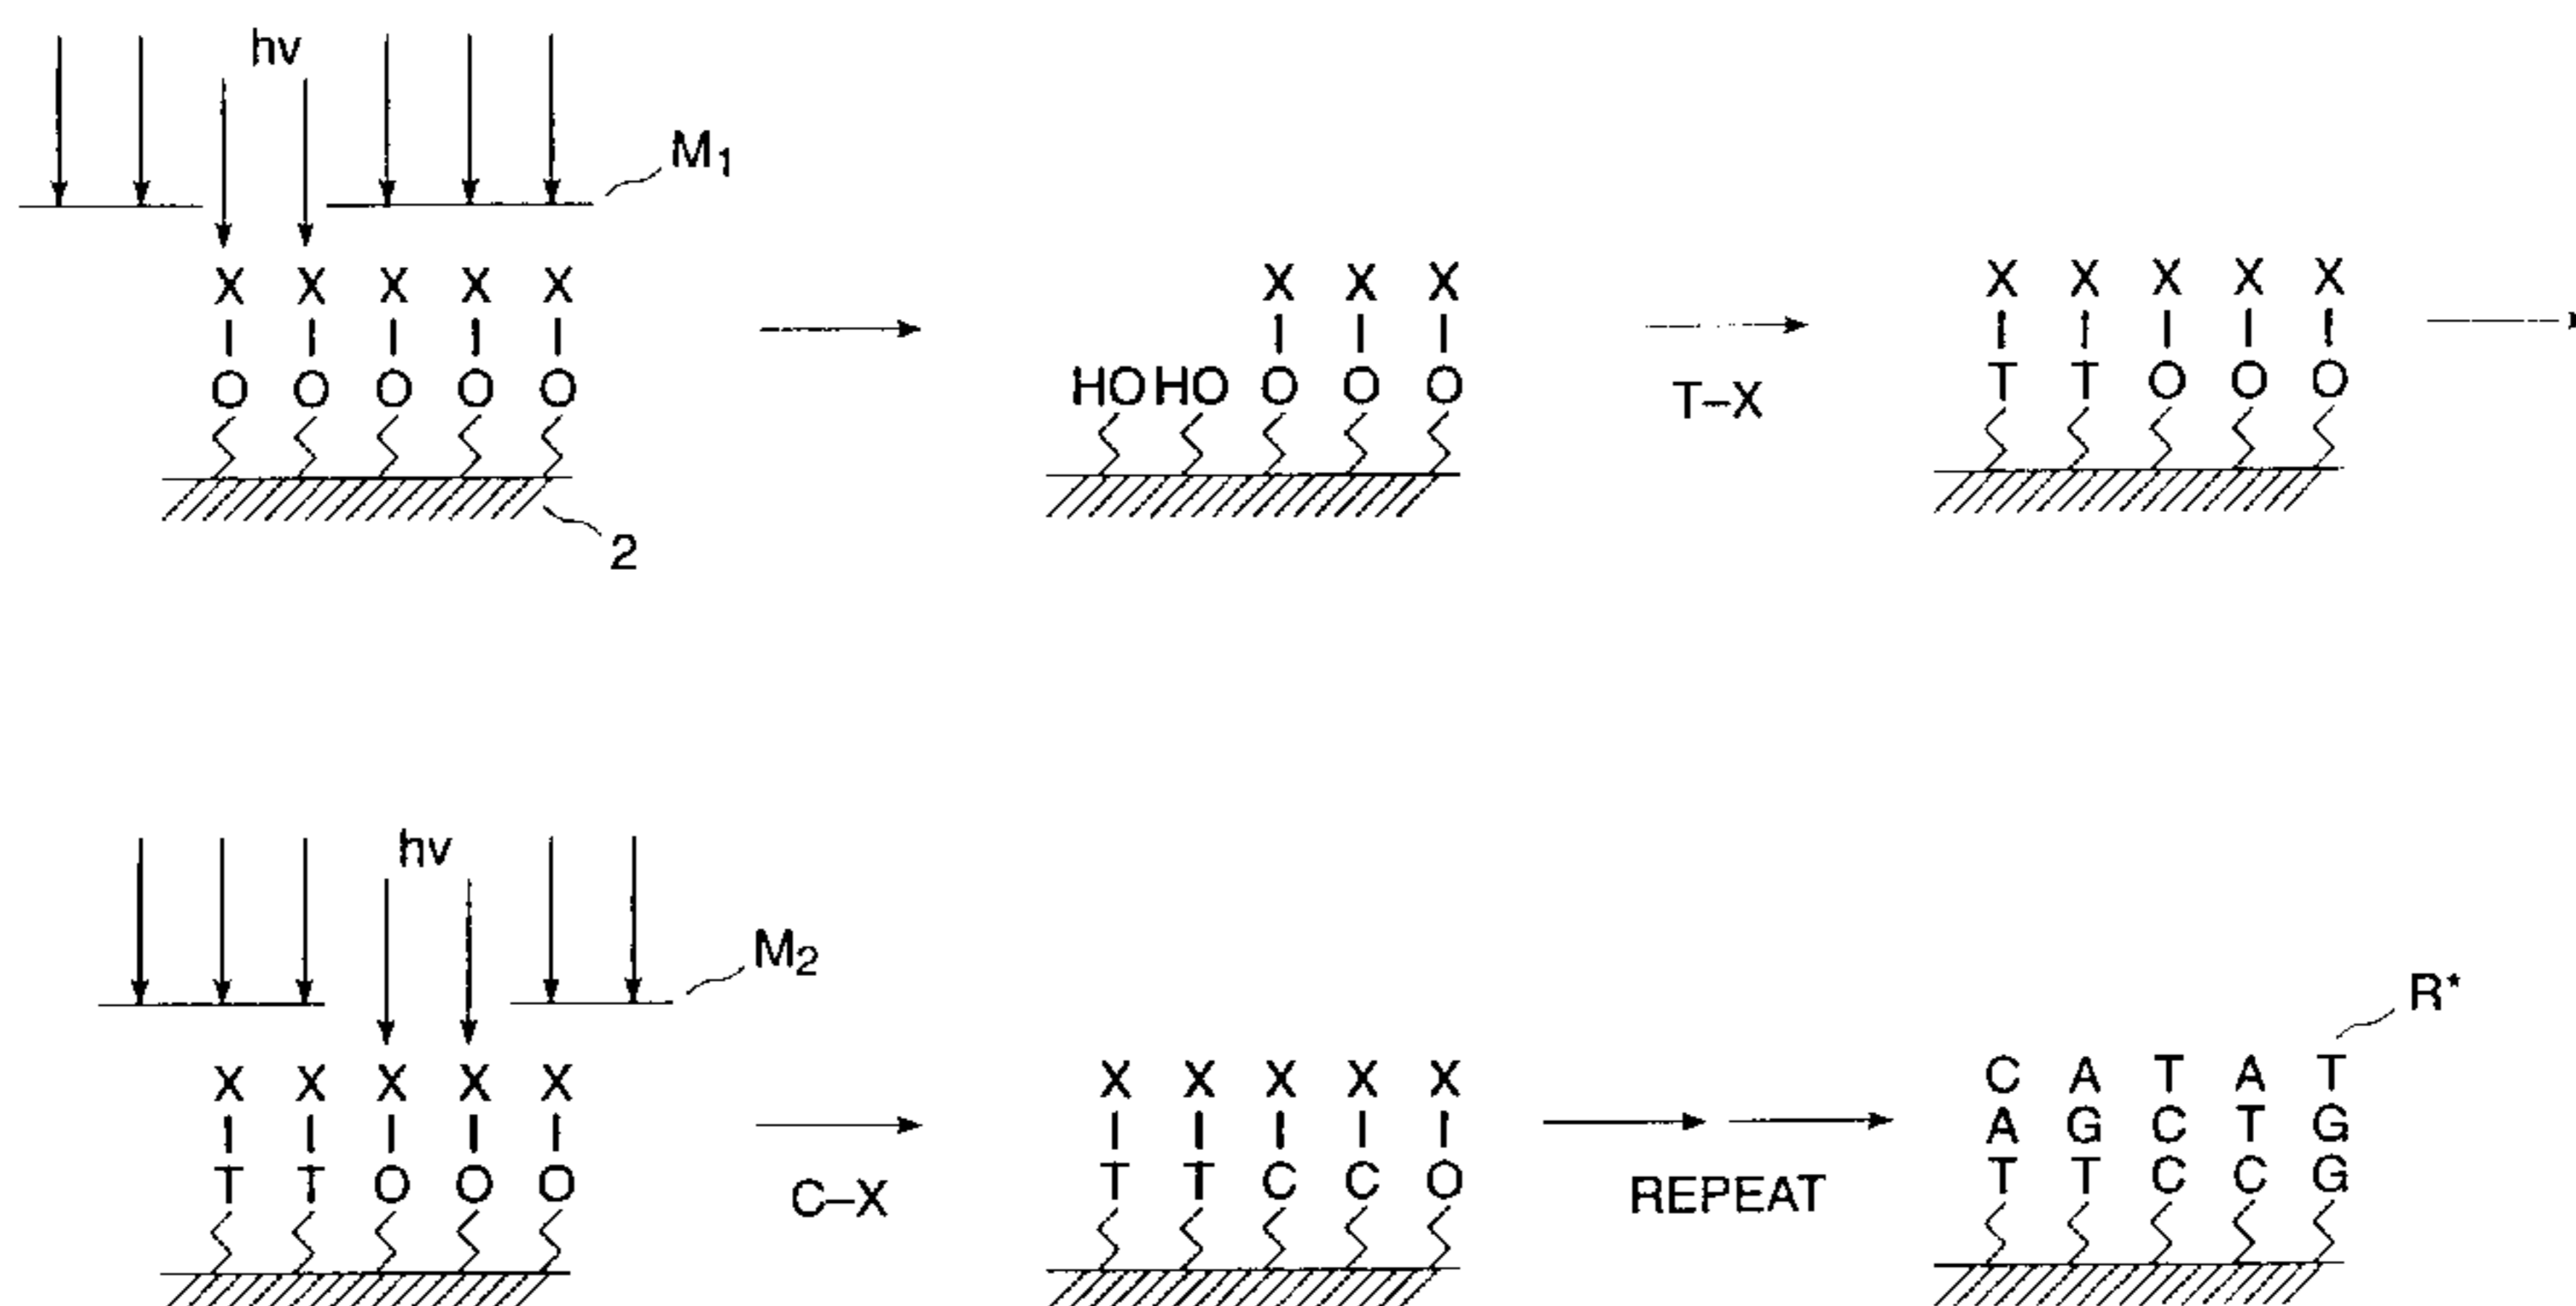 hν
M1
X X X X X
O O O O O
2
X X X
HO HO O O O
T–X
X X X X X
T T O O O
hν
M2
X X X X X
T T O O O
C–X
X X X X X
T T C C O
REPEAT
R*
C A T A T
A G C T G
T T C C G